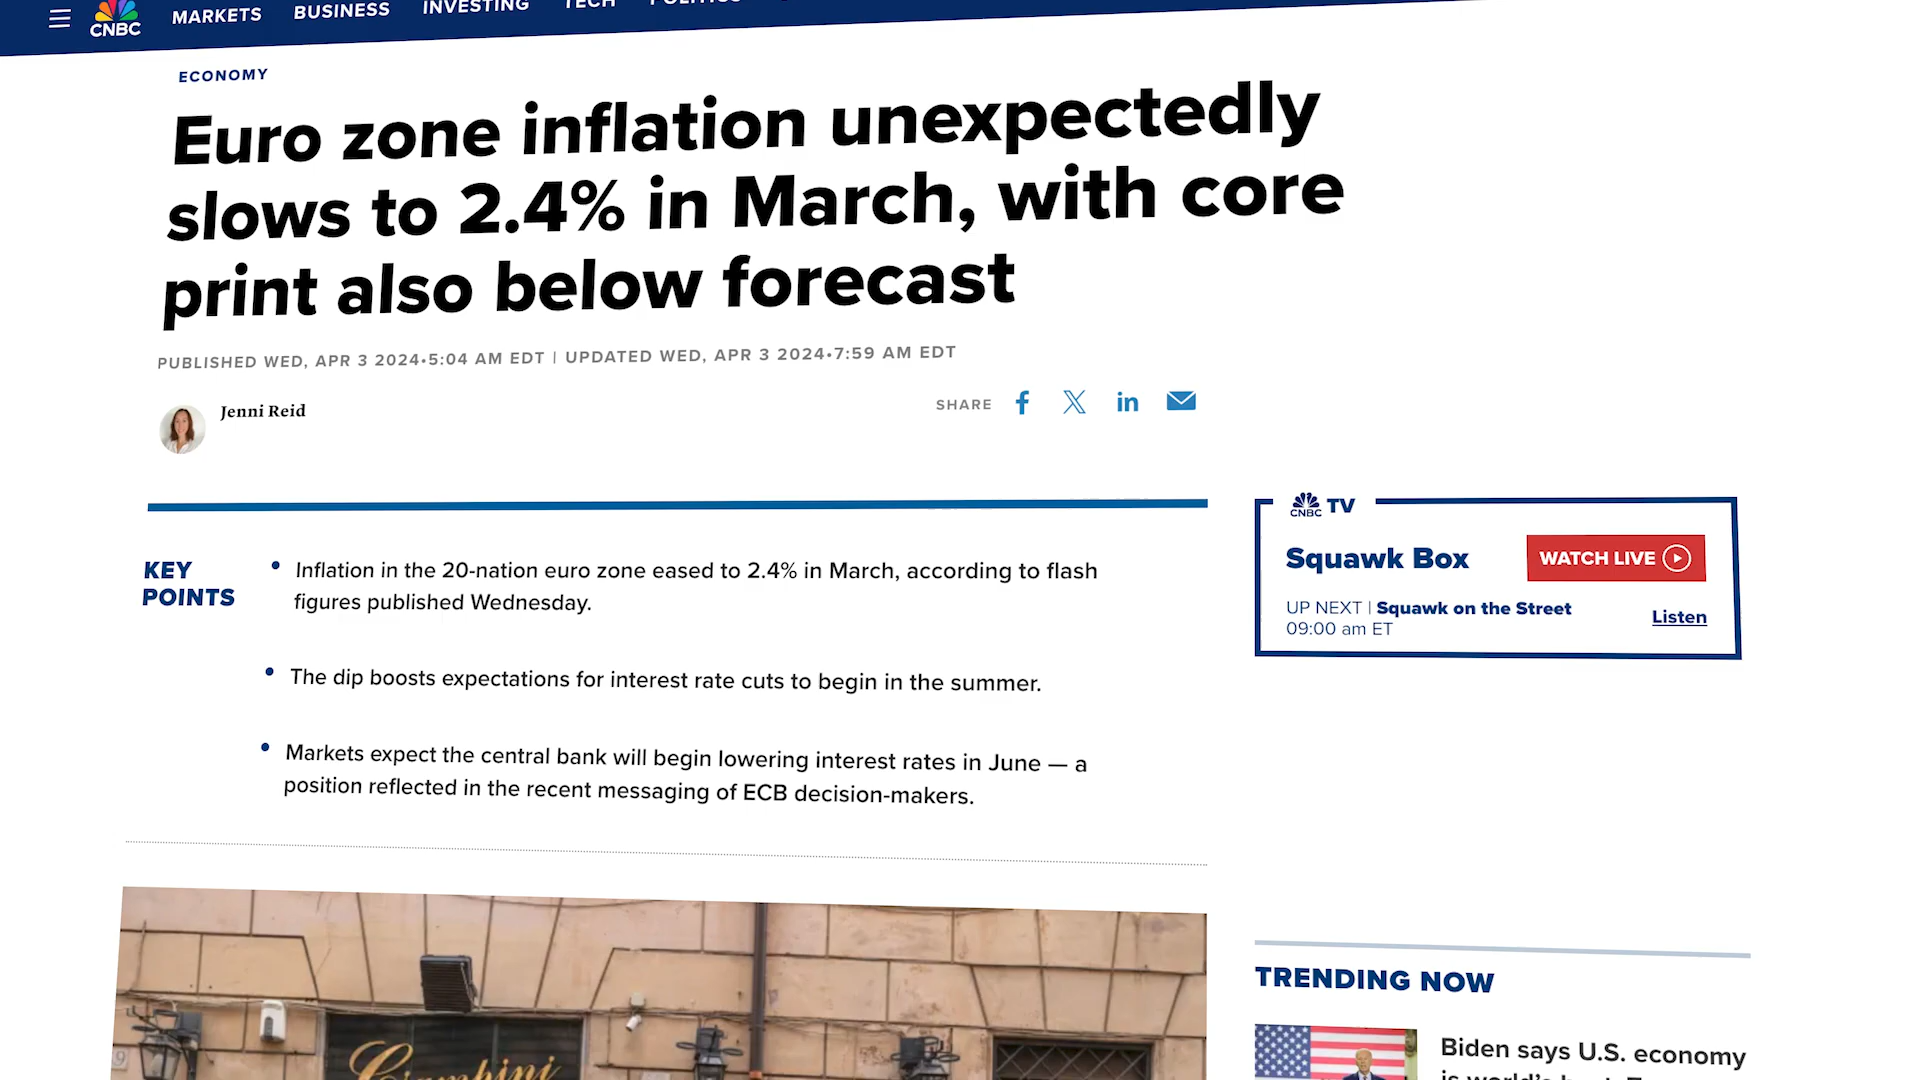 CNBC
MARKETS BUSINESS INVESTING TECH POLITICS
ECONOMY
Euro zone inflation unexpectedly
slows to 2.4% in March, with core
print also below forecast
PUBLISHED WED, APR 3 2024•5:04 AM EDT | UPDATED WED, APR 3 2024•7:59 AM EDT
Jenni Reid
SHARE
KEY
POINTS
• Inflation in the 20-nation euro zone eased to 2.4% in March, according to flash
figures published Wednesday.
• The dip boosts expectations for interest rate cuts to begin in the summer.
• Markets expect the central bank will begin lowering interest rates in June — a
position reflected in the recent messaging of ECB decision-makers.
CNBC TV
Squawk Box
WATCH LIVE
UP NEXT | Squawk on the Street
09:00 am ET
Listen
TRENDING NOW
Biden says U.S. economy
is world's
Ciampini